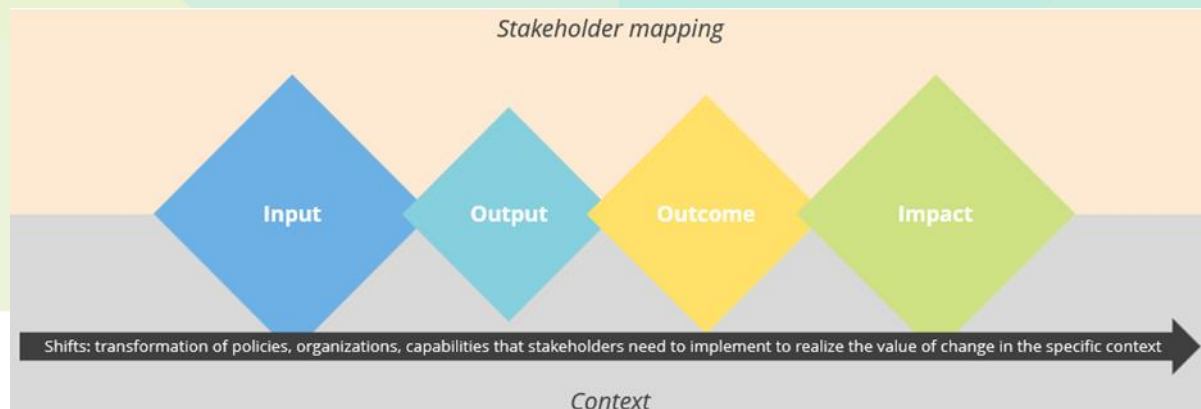 Stakeholder mapping
Input
Output
Outcome
Impact
Shifts: transformation of policies, organizations, capabilities that stakeholders need to implement to realize the value of change in the specific context
Context